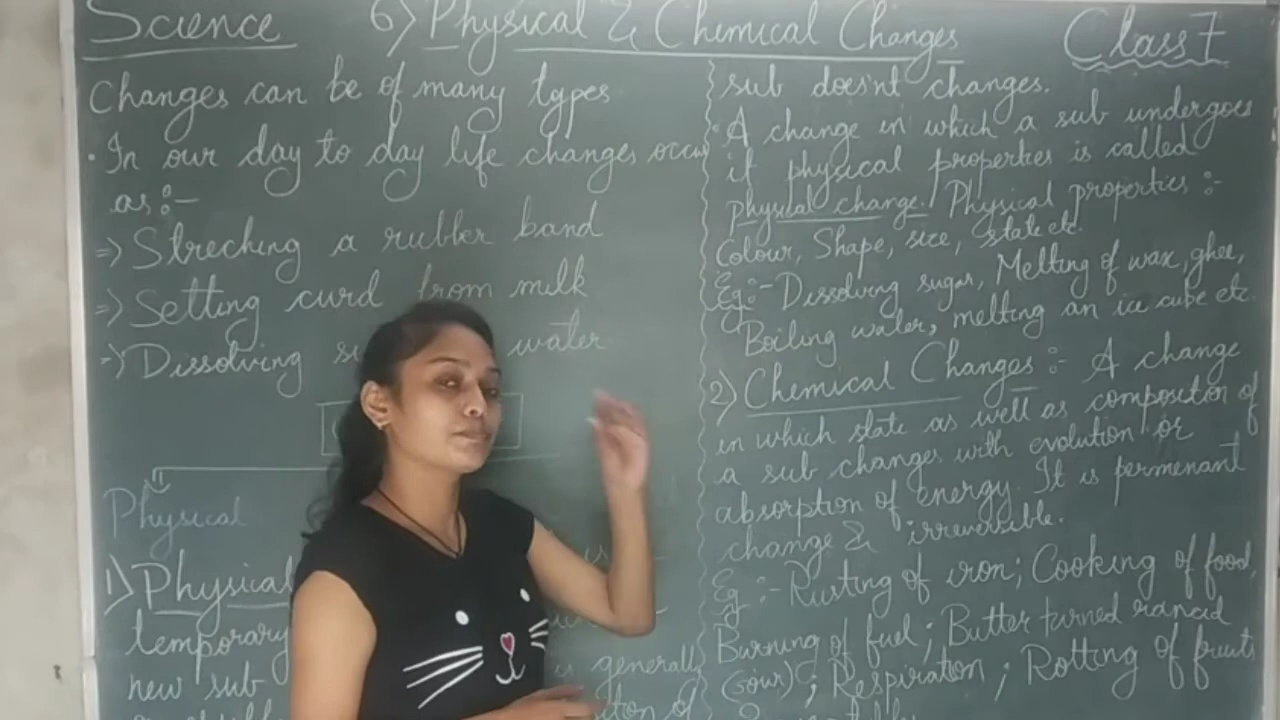 Science 6) Physical & Chemical Changes Class 7
Changes can be of many types
• In our day to day life changes occur
as :-
=> Streching a rubber band
=> Setting curd from milk
=> Dissolving water
Physical
1) Physical
temporary
new sub is generally
sub does'nt changes.
• A change in which a sub undergoes
it physical properties is called
physical change. Physical properties :-
Colour, Shape, size, state etc.
Eg :- Dissolving sugar, Melting of wax, ghee,
Boiling water, melting an ice cube etc.
2) Chemical Changes :- A change
in which state as well as compositon of
a sub changes with evolution or
absorption of energy. It is permenant
change & irreversible.
Eg :- Rusting of iron; Cooking of food,
Burning of fuel; Butter turned rancid
(sour); Respiration; Rotting of fruits